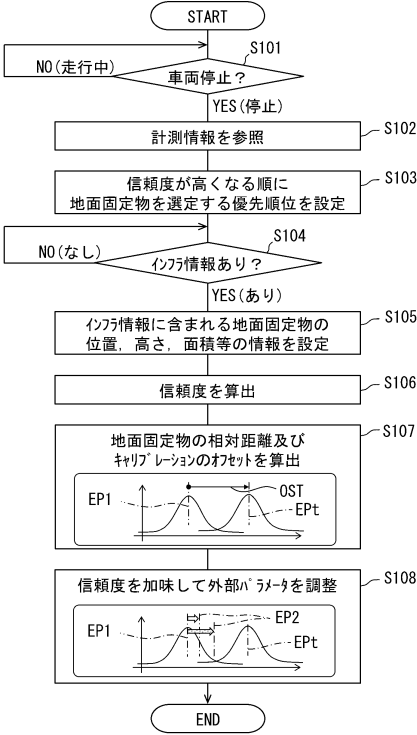 START
S101
NO(走行中)
車両停止？
YES(停止)
S102
計測情報を参照
S103
信頼度が高くなる順に
地面固定物を選定する優先順位を設定
S104
NO(なし)
ｲﾝﾌﾗ情報あり？
YES(あり)
S105
ｲﾝﾌﾗ情報に含まれる地面固定物の
位置，高さ，面積等の情報を設定
S106
信頼度を算出
S107
地面固定物の相対距離及び
ｷｬﾘﾌﾞﾚｰｼｮﾝのｵﾌｾｯﾄを算出
OST
EP1
EPt
S108
信頼度を加味して外部ﾊﾟﾗﾒｰﾀを調整
EP1
EP2
EPt
END